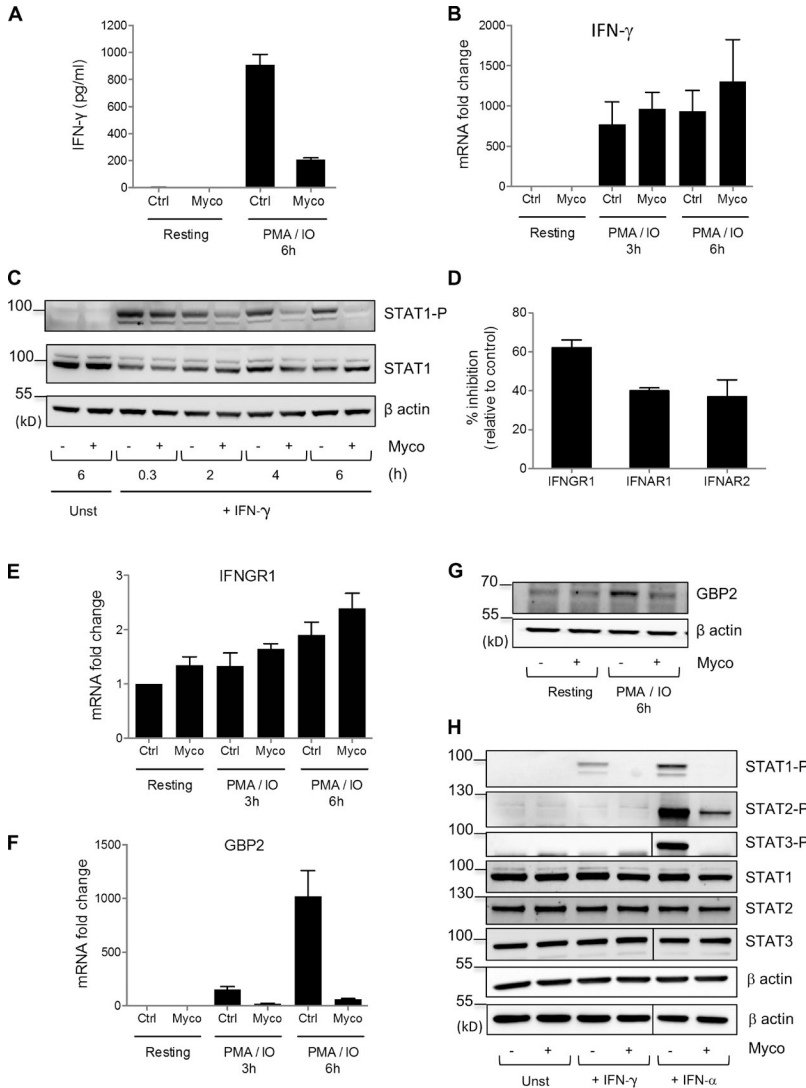 A
IFN-γ (pg/ml)
1200
1000
800
600
400
200
0
Ctrl Myco Ctrl Myco
Resting PMA / IO
6h
B
IFN-γ
mRNA fold change
2000
1500
1000
500
0
Ctrl Myco Ctrl Myco Ctrl Myco
Resting PMA / IO PMA / IO
3h 6h
C
100 STAT1-P
100 STAT1
55 β actin
(kD)
- + - + - + - + - + Myco
6 0.3 2 4 6 (h)
Unst + IFN-γ
D
% inhibition
(relative to control)
80
60
40
20
0
IFNGR1 IFNAR1 IFNAR2
E
IFNGR1
mRNA fold change
3
2
1
0
Ctrl Myco Ctrl Myco Ctrl Myco
Resting PMA / IO PMA / IO
3h 6h
F
GBP2
mRNA fold change
1500
1000
500
0
Ctrl Myco Ctrl Myco Ctrl Myco
Resting PMA / IO PMA / IO
3h 6h
G
70 GBP2
55 β actin
(kD)
- + - + Myco
Resting PMA / IO
6h
H
100 STAT1-P
130 STAT2-P
100 STAT3-P
100 STAT1
130 STAT2
100 STAT3
55 β actin
55 β actin
(kD)
- + - + - + Myco
Unst + IFN-γ + IFN-α